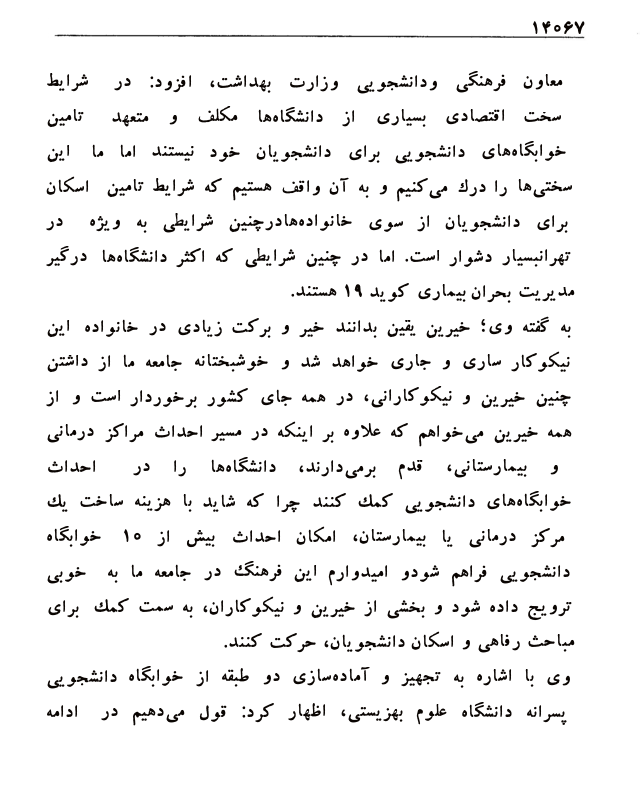 ۱۴۰۶۷
معاون فرهنگی ودانشجویی وزارت بهداشت، افزود: در شرایط
سخت اقتصادی بسیاری از دانشگاه‌ها مکلف و متعهد تامین
خوابگاه‌های دانشجویی برای دانشجویان خود نیستند اما ما این
سختی‌ها را درك می‌کنیم و به آن واقف هستیم که شرایط تامین اسکان
برای دانشجویان از سوی خانواده‌هادرچنین شرایطی به ویژه در
تهرانبسیار دشوار است. اما در چنین شرایطی که اکثر دانشگاه‌ها درگیر
مدیریت بحران بیماری کوید ۱۹ هستند.
به گفته وی؛ خیرین یقین بدانند خیر و برکت زیادی در خانواده این
نیکوکار ساری و جاری خواهد شد و خوشبختانه جامعه ما از داشتن
چنین خیرین و نیکوکارانی، در همه جای کشور برخوردار است و از
همه خیرین می‌خواهم که علاوه بر اینکه در مسیر احداث مراکز درمانی
و بیمارستانی، قدم برمی‌دارند، دانشگاه‌ها را در احداث
خوابگاه‌های دانشجویی کمك کنند چرا که شاید با هزینه ساخت یك
مرکز درمانی یا بیمارستان، امکان احداث بیش از ۱۰ خوابگاه
دانشجویی فراهم شودو امیدوارم این فرهنگ در جامعه ما به خوبی
ترویج داده شود و بخشی از خیرین و نیکوکاران، به سمت کمك برای
مباحث رفاهی و اسکان دانشجویان، حرکت کنند.
وی با اشاره به تجهیز و آماده‌سازی دو طبقه از خوابگاه دانشجویی
پسرانه دانشگاه علوم بهزیستی، اظهار کرد: قول می‌دهیم در ادامه